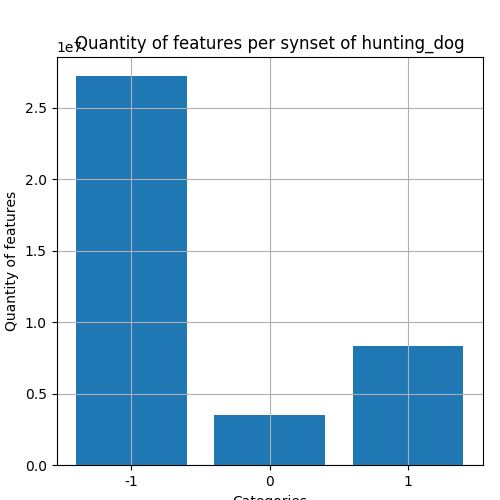 Quantity of features per synset of hunting_dog
1e7
2.5
2.0
1.5
1.0
0.5
0.0
Quantity of features
-1 0 1
Categories